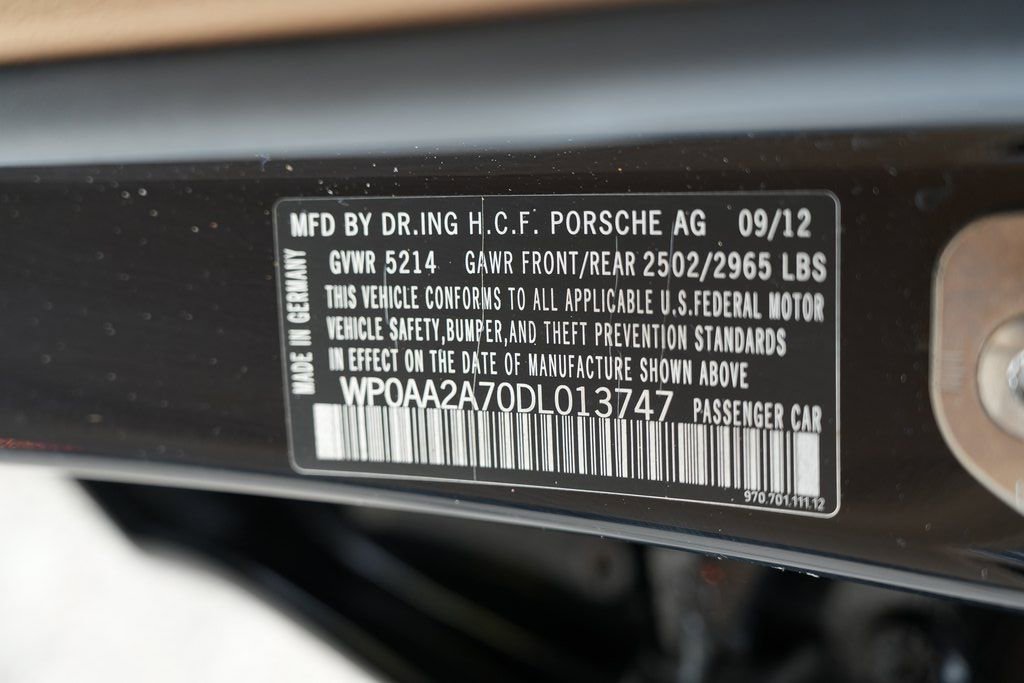 MFD BY DR.ING H.C.F. PORSCHE AG 09/12
GVWR 5214 GAWR FRONT/REAR 2502/2965 LBS
THIS VEHICLE CONFORMS TO ALL APPLICABLE U.S.FEDERAL MOTOR
VEHICLE SAFETY,BUMPER,AND THEFT PREVENTION STANDARDS
IN EFFECT ON THE DATE OF MANUFACTURE SHOWN ABOVE
MADE IN GERMANY
WP0AA2A70DL013747 PASSENGER CAR
970.701.111.12